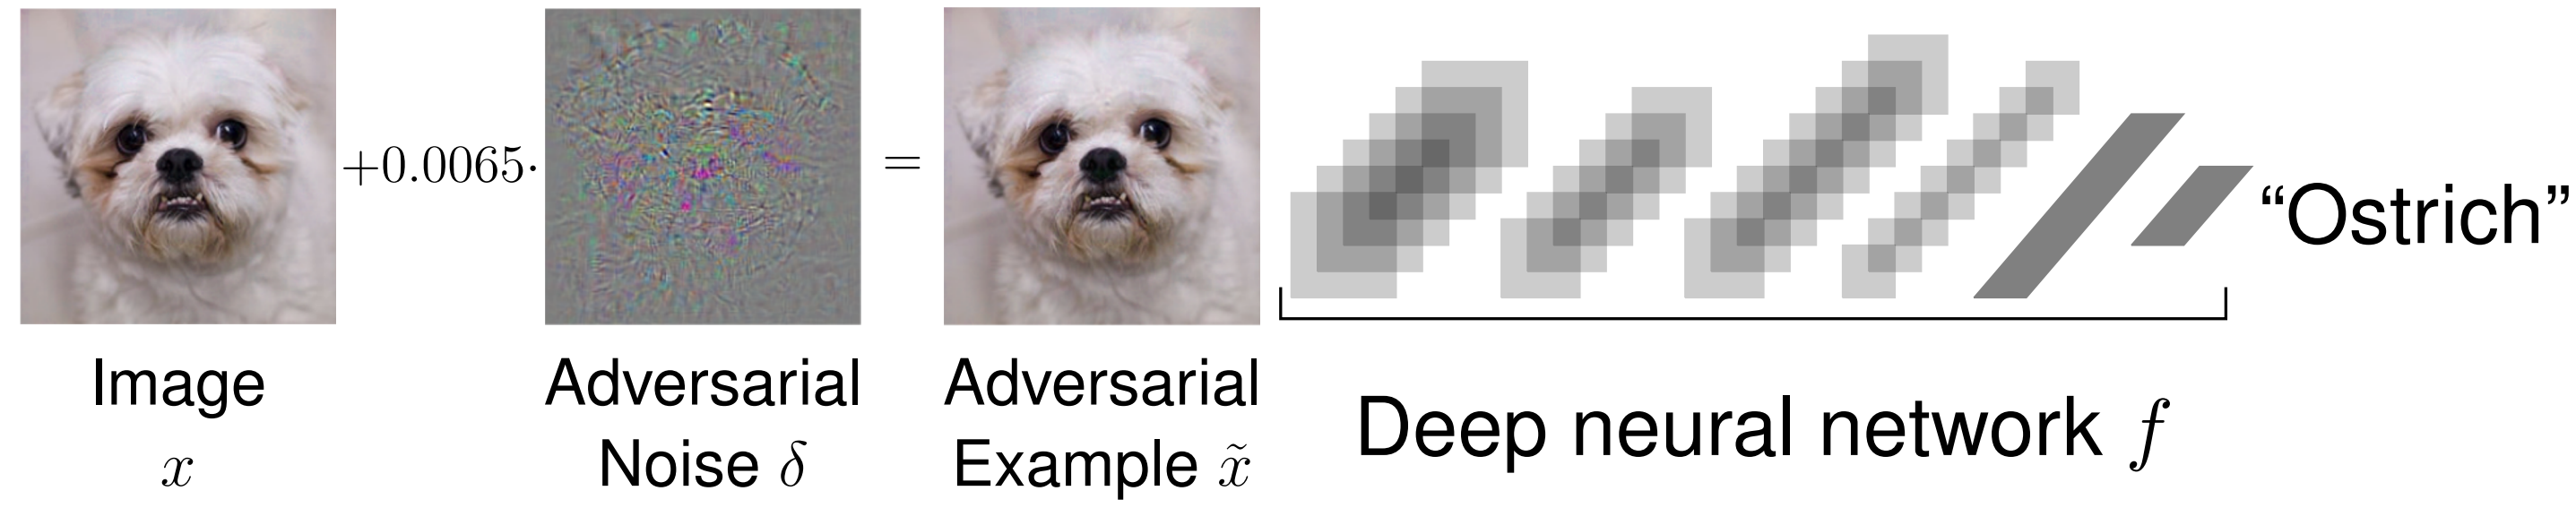 +0.0065·
=
"Ostrich"
Image
x
Adversarial
Noise δ
Adversarial
Example x̃
Deep neural network f